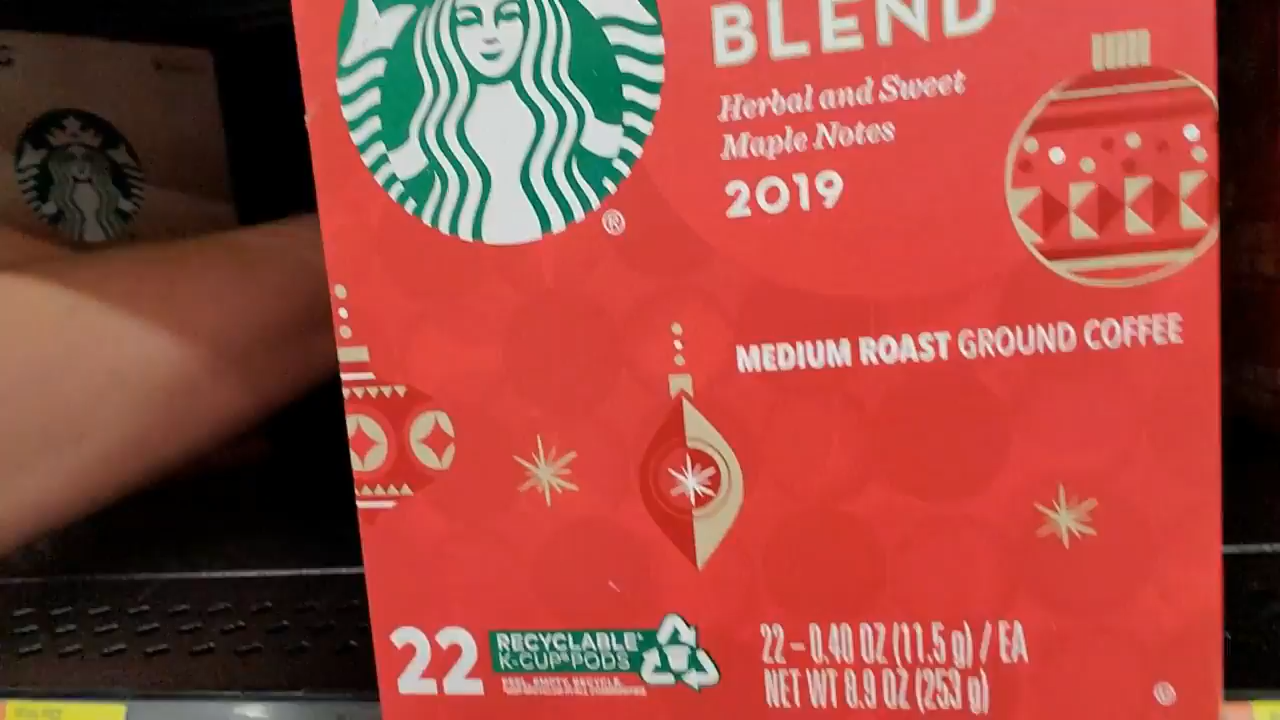 BLEND
Herbal and Sweet
Maple Notes
2019
®
MEDIUM ROAST GROUND COFFEE
22
RECYCLABLE*
K-CUP® PODS
22 – 0.40 OZ (11.5 g) / EA
NET WT 8.9 OZ (253 g)